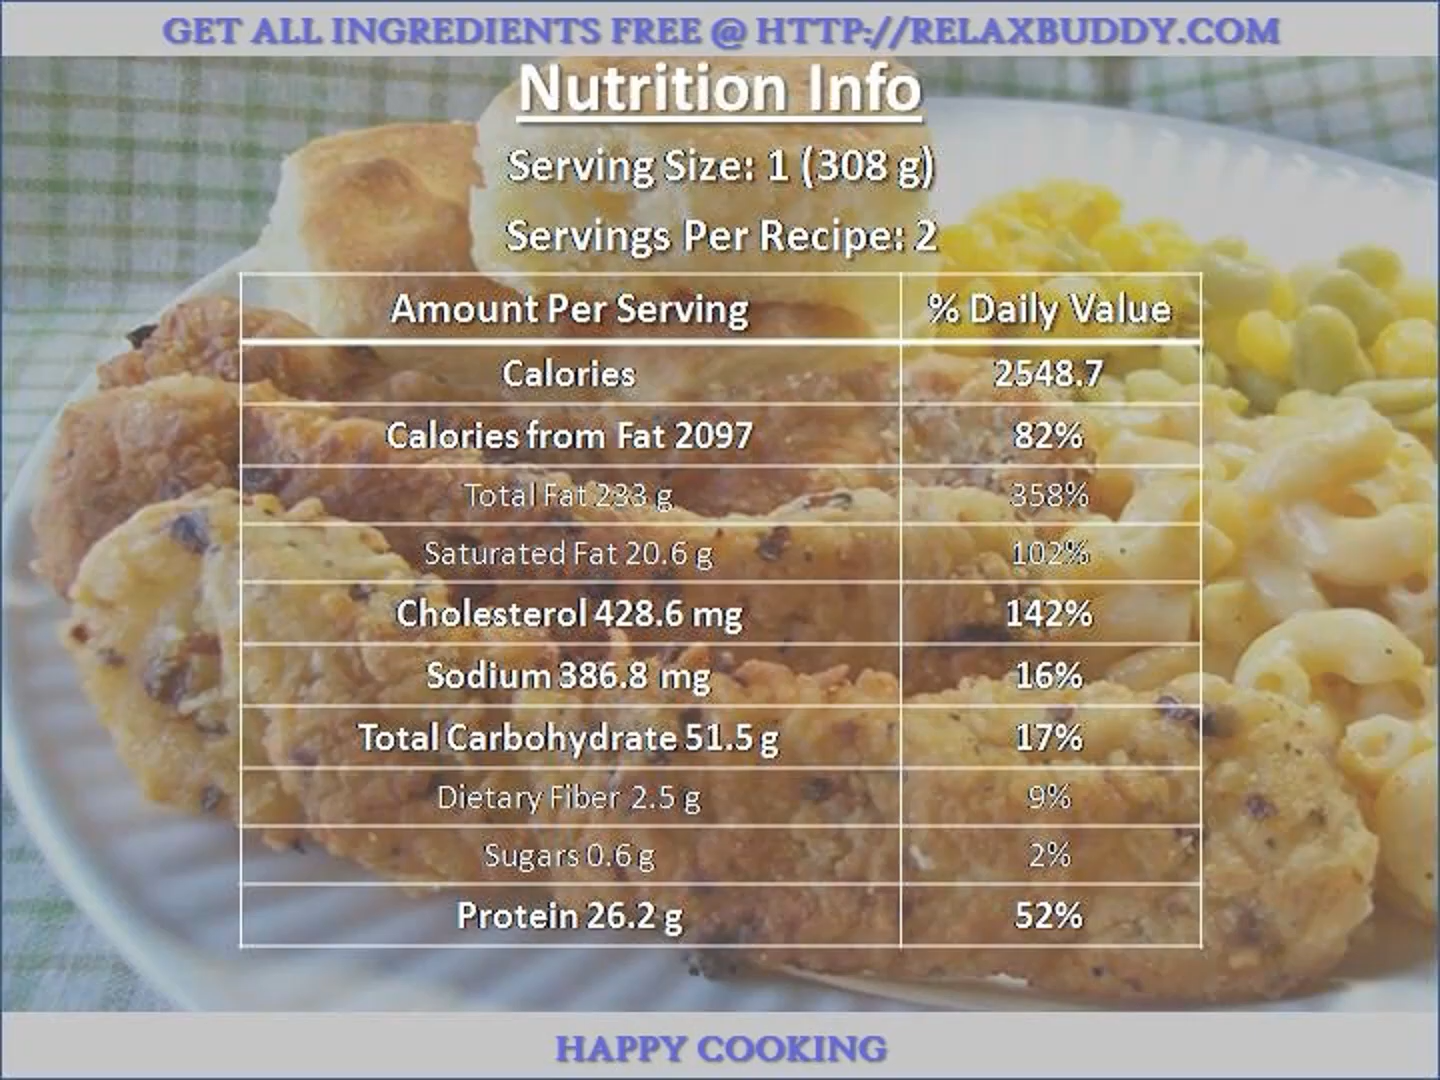 GET ALL INGREDIENTS FREE @ HTTP://RELAXBUDDY.COM
Nutrition Info
Serving Size: 1 (308 g)
Servings Per Recipe: 2
Amount Per Serving % Daily Value
Calories 2548.7
Calories from Fat 2097 82%
Total Fat 233 g 358%
Saturated Fat 20.6 g 102%
Cholesterol 428.6 mg 142%
Sodium 386.8 mg 16%
Total Carbohydrate 51.5 g 17%
Dietary Fiber 2.5 g 9%
Sugars 0.6 g 2%
Protein 26.2 g 52%
HAPPY COOKING